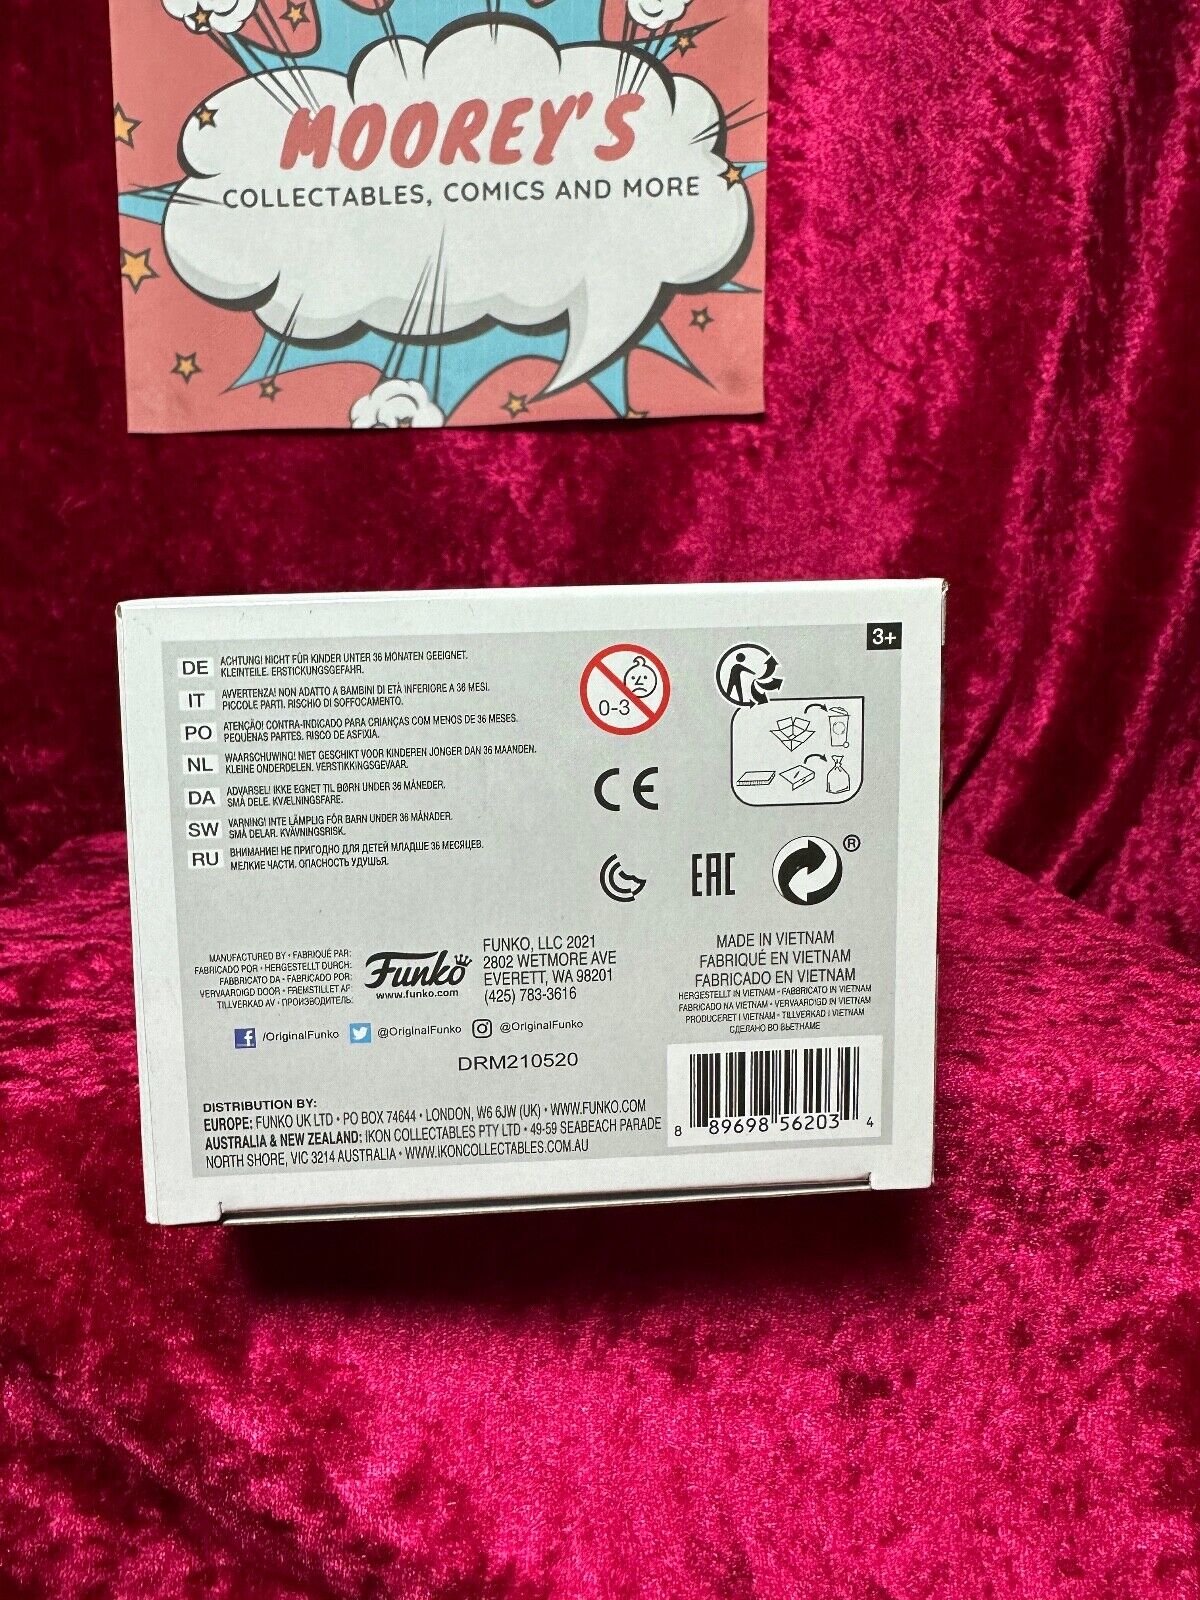 MOOREY'S
COLLECTABLES, COMICS AND MORE
3+
DE ACHTUNG! NICHT FÜR KINDER UNTER 36 MONATEN GEEIGNET.
KLEINTEILE. ERSTICKUNGSGEFAHR.
IT AVVERTENZA! NON ADATTO A BAMBINI DI ETÀ INFERIORE A 36 MESI.
PICCOLE PARTI. RISCHIO DI SOFFOCAMENTO.
PO ATENÇÃO! CONTRA-INDICADO PARA CRIANÇAS COM MENOS DE 36 MESES.
PEQUENAS PARTES. RISCO DE ASFIXIA.
NL WAARSCHUWING! NIET GESCHIKT VOOR KINDEREN JONGER DAN 36 MAANDEN.
KLEINE ONDERDELEN. VERSTIKKINGSGEVAAR.
DA ADVARSEL! IKKE EGNET TIL BØRN UNDER 36 MÅNEDER.
SMÅ DELE. KVÆLNINGSFARE.
SW VARNING! INTE LÄMPLIG FÖR BARN UNDER 36 MÅNADER.
SMÅ DELAR. KVÄVNINGSRISK.
RU ВНИМАНИЕ! НЕ ПРИГОДНО ДЛЯ ДЕТЕЙ МЛАДШЕ 36 МЕСЯЦЕВ.
МЕЛКИЕ ЧАСТИ. ОПАСНОСТЬ УДУШЬЯ.
0-3
CE
EAC
®
MANUFACTURED BY • FABRIQUÉ PAR:
FABRICADO POR • HERGESTELLT DURCH:
FABBRICATO DA • FABRICADO POR:
VERVAARDIGD DOOR • FREMSTILLET AF:
TILLVERKAD AV • ПРОИЗВОДИТЕЛЬ:
Funko
www.funko.com
FUNKO, LLC 2021
2802 WETMORE AVE
EVERETT, WA 98201
(425) 783-3616
MADE IN VIETNAM
FABRIQUÉ EN VIETNAM
FABRICADO EN VIETNAM
HERGESTELLT IN VIETNAM • FABBRICATO IN VIETNAM
FABRICADO NA VIETNAM • VERVAARDIGD IN VIETNAM
PRODUCERET I VIETNAM • TILLVERKAD I VIETNAM
СДЕЛАНО ВО ВЬЕТНАМЕ
/OriginalFunko @OriginalFunko @OriginalFunko
DRM210520
DISTRIBUTION BY:
EUROPE: FUNKO UK LTD • PO BOX 74644 • LONDON, W6 6JW (UK) • WWW.FUNKO.COM
AUSTRALIA & NEW ZEALAND: IKON COLLECTABLES PTY LTD • 49-59 SEABEACH PARADE
NORTH SHORE, VIC 3214 AUSTRALIA • WWW.IKONCOLLECTABLES.COM.AU
8 89698 56203 4